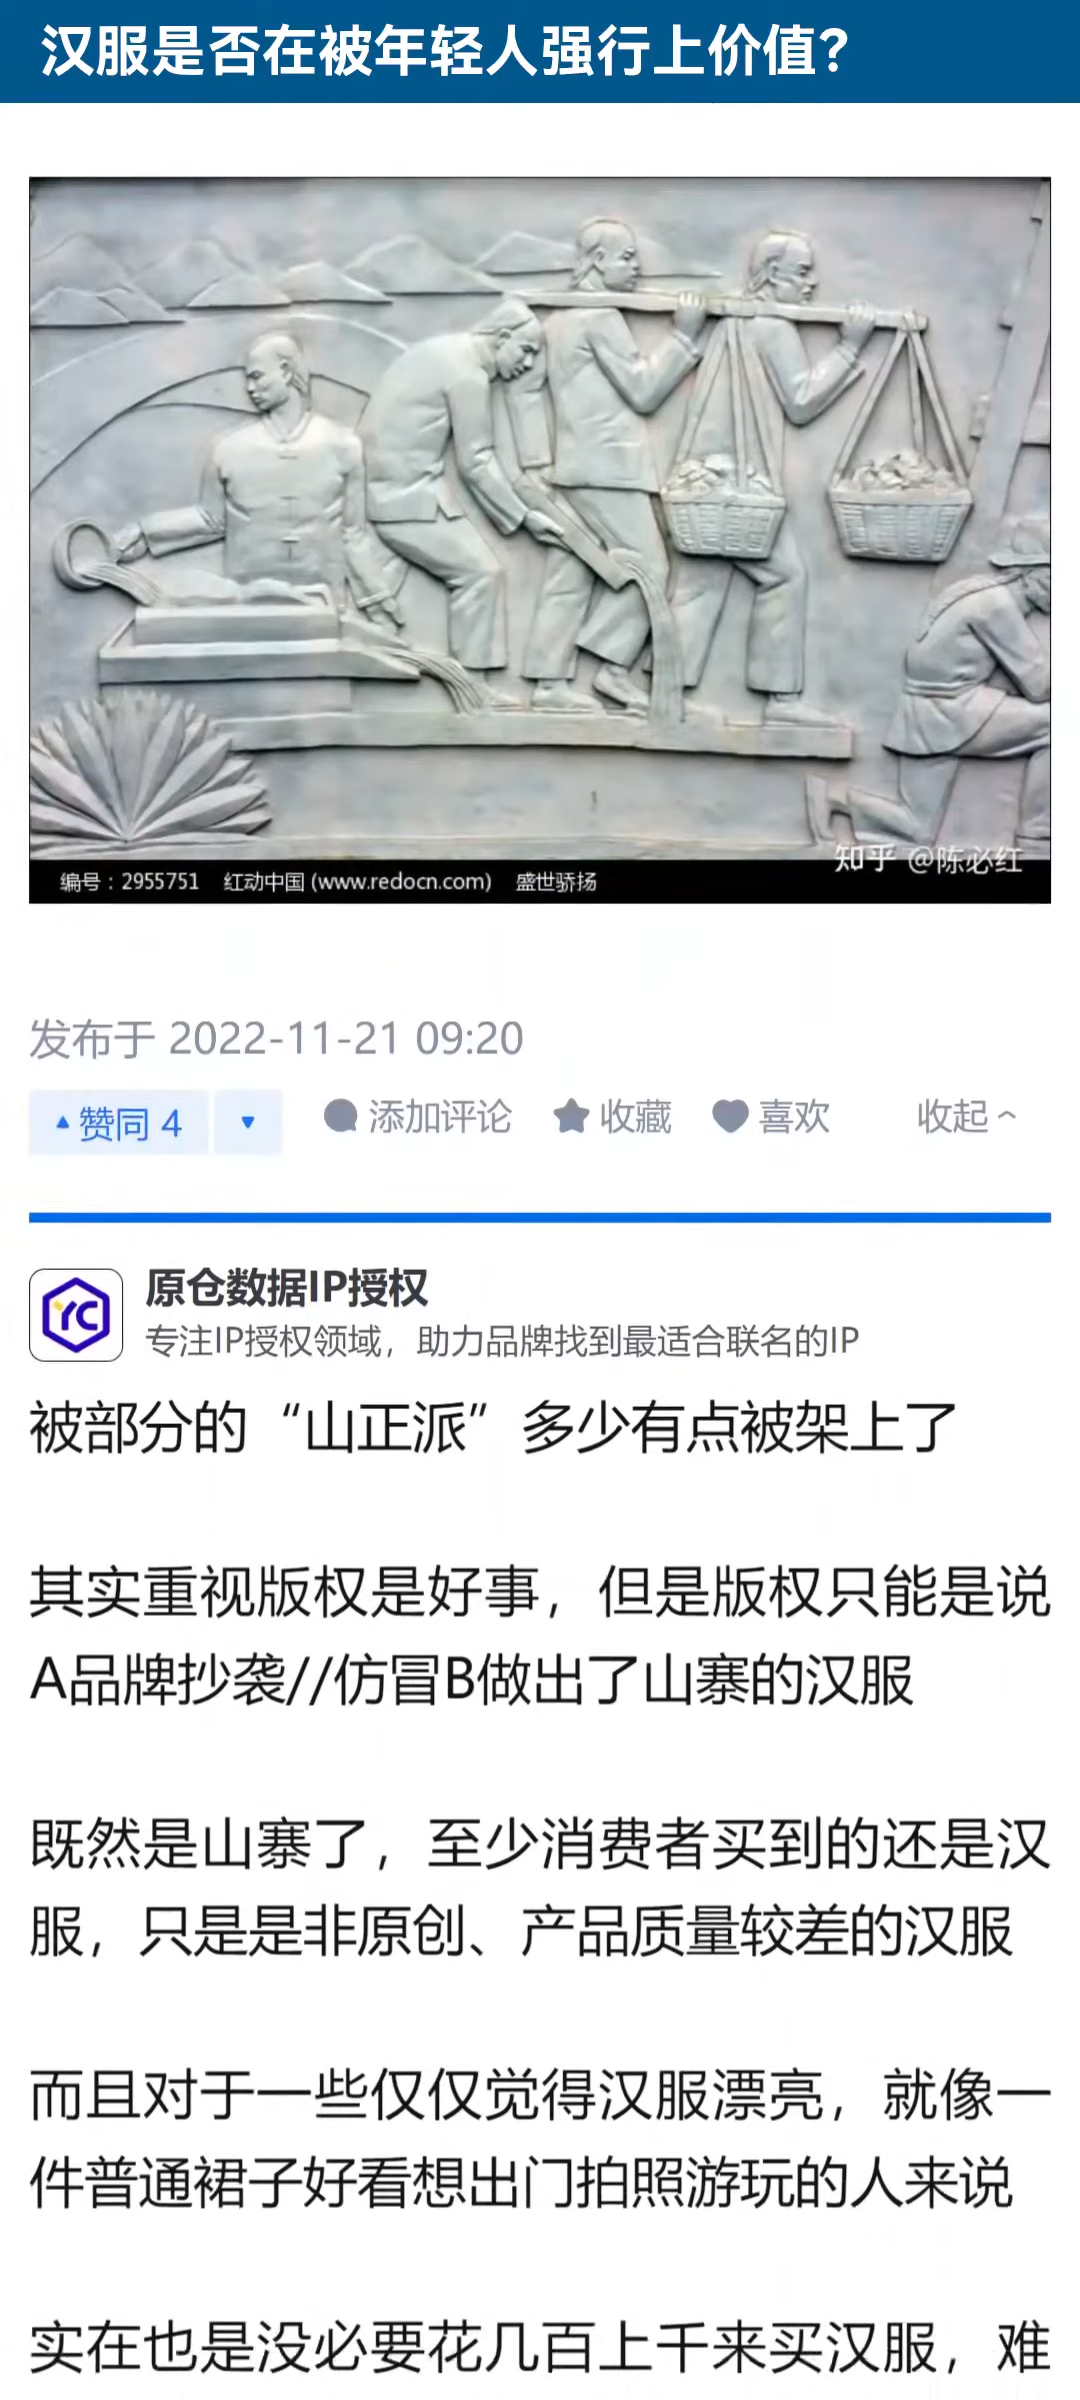 汉服是否在被年轻人强行上价值?
知乎 @陈必红
编号：2955751 红动中国 (www.redocn.com) 盛世骄扬
发布于 2022-11-21 09:20
赞同 4 添加评论 收藏 喜欢 收起
YC
原仓数据IP授权
专注IP授权领域，助力品牌找到最适合联名的IP
被部分的“山正派”多少有点被架上了
其实重视版权是好事，但是版权只能是说
A品牌抄袭//仿冒B做出了山寨的汉服
既然是山寨了，至少消费者买到的还是汉
服，只是是非原创、产品质量较差的汉服
而且对于一些仅仅觉得汉服漂亮，就像一
件普通裙子好看想出门拍照游玩的人来说
实在也是没必要花几百上千来买汉服，难